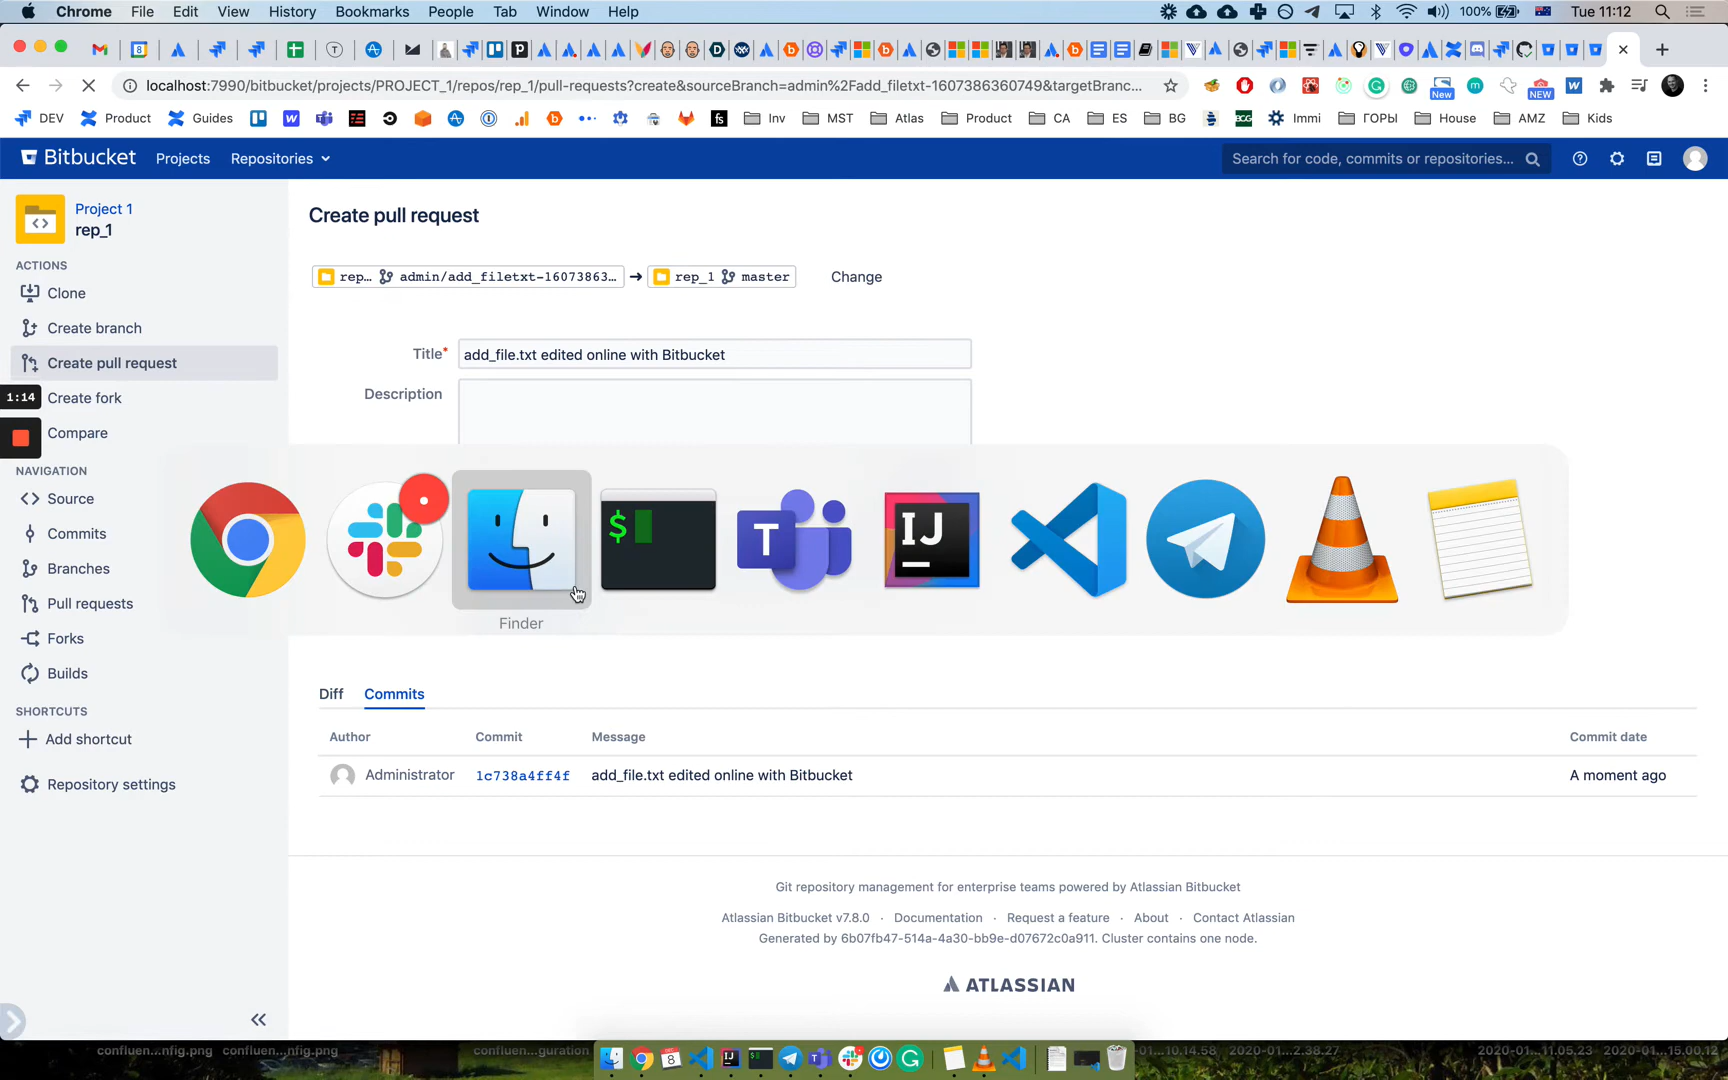 Chrome File Edit View History Bookmarks People Tab Window Help 100% Tue 11:12
localhost:7990/bitbucket/projects/PROJECT_1/repos/rep_1/pull-requests?create&sourceBranch=admin%2Fadd_filetxt-1607386360749&targetBranc...
New NEW
DEV Product Guides Inv MST Atlas Product CA ES BG Immi ГОРЫ House AMZ Kids
Bitbucket Projects Repositories Search for code, commits or repositories...
Project 1
rep_1
Create pull request
ACTIONS
Clone
rep... admin/add_filetxt-16073863... → rep_1 master Change
Create branch
Title* add_file.txt edited online with Bitbucket
Create pull request
1:14
Create fork
Description
Compare
NAVIGATION
Source
Commits
Branches
Pull requests
Forks
Builds
$ T IJ
Finder
SHORTCUTS
Add shortcut
Repository settings
Diff Commits
Author Commit Message Commit date
Administrator 1c738a4ff4f add_file.txt edited online with Bitbucket A moment ago
Git repository management for enterprise teams powered by Atlassian Bitbucket
Atlassian Bitbucket v7.8.0 · Documentation · Request a feature · About · Contact Atlassian
Generated by 6b07fb47-514a-4a30-bb9e-d07672c0a911. Cluster contains one node.
ATLASSIAN
confluen...nfig.png confluen...nfig.png confluen...guration ...10.14.58 2020-01...2.38.27 2020-01...11.05.23 2020-01...15.00.12